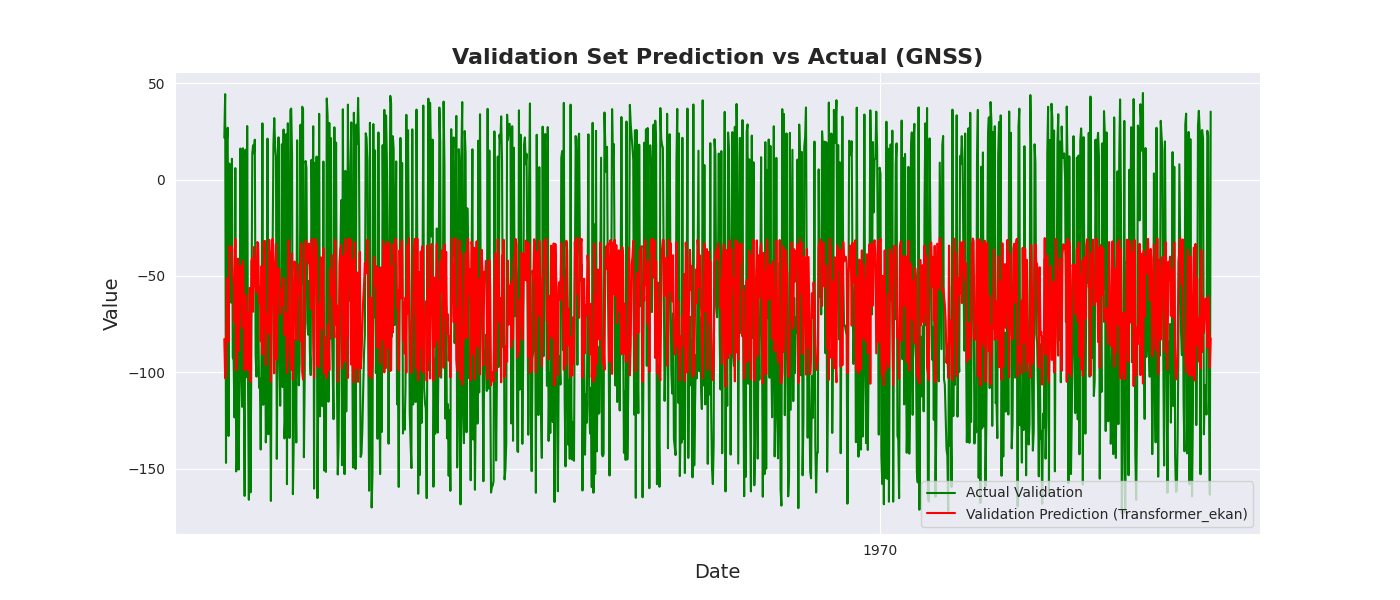 Validation Set Prediction vs Actual (GNSS)
50
0
−50
−100
−150
Value
1970
Date
Actual Validation
Validation Prediction (Transformer_ekan)